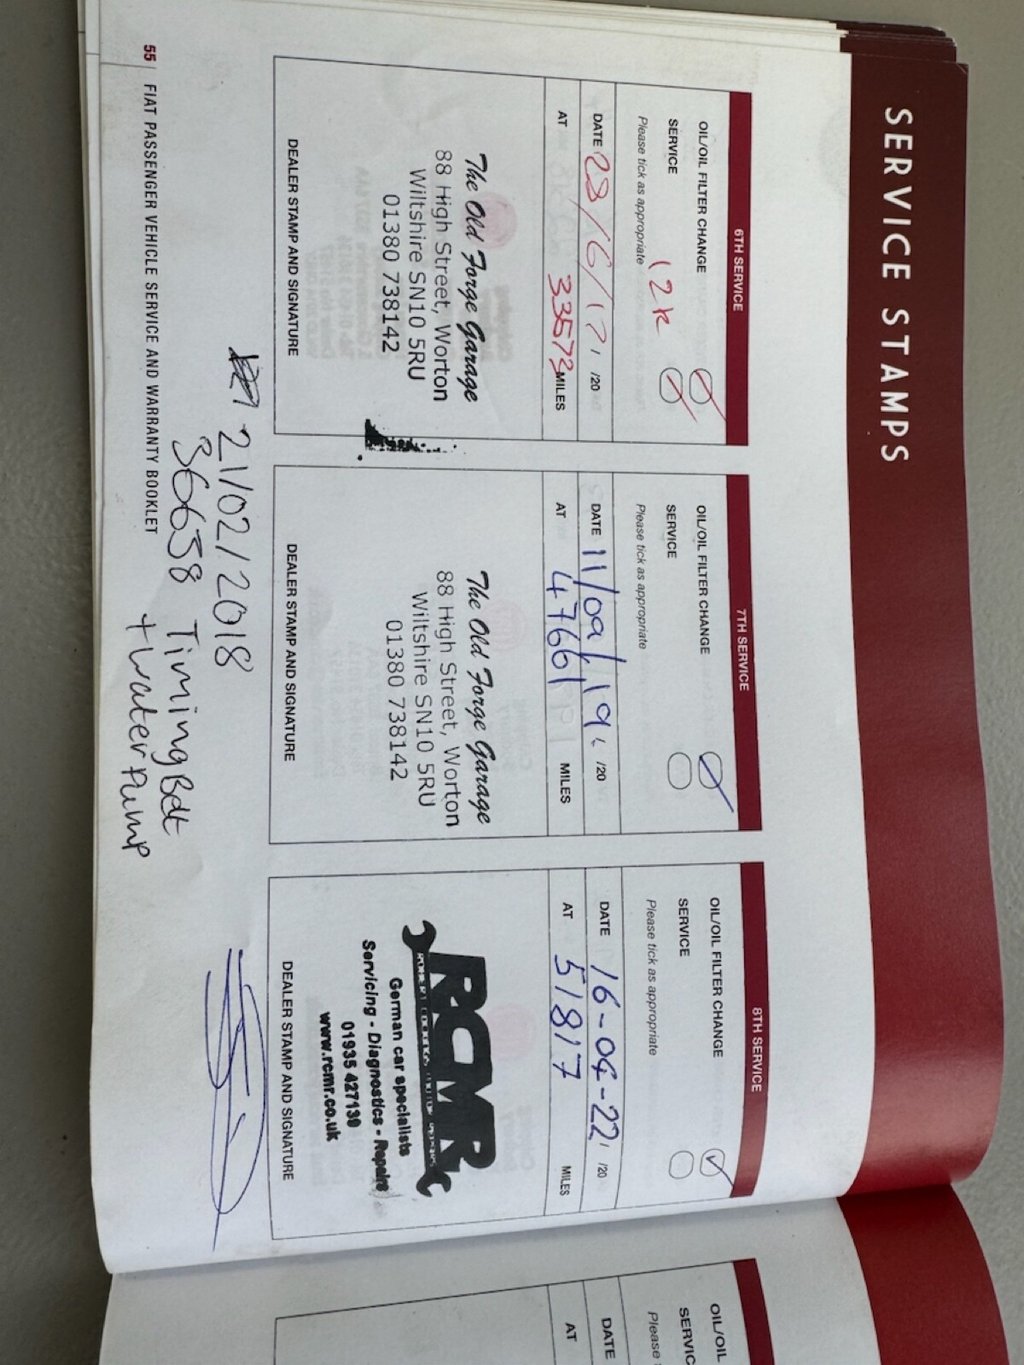 SERVICE STAMPS
6TH SERVICE
OIL/OIL FILTER CHANGE
SERVICE 12k
Please tick as appropriate
DATE 28/6/17, /20
AT 33573 MILES
The Old Forge Garage
88 High Street, Worton
Wiltshire SN10 5RU
01380 738142
DEALER STAMP AND SIGNATURE
7TH SERVICE
OIL/OIL FILTER CHANGE
SERVICE
Please tick as appropriate
DATE 11/09/19, /20
AT 47661 MILES
The Old Forge Garage
88 High Street, Worton
Wiltshire SN10 5RU
01380 738142
DEALER STAMP AND SIGNATURE
8TH SERVICE
OIL/OIL FILTER CHANGE
SERVICE
Please tick as appropriate
DATE 16-04-22 /20
AT 51817 MILES
RCMR
German car specialists
Servicing - Diagnostics - Repairs
01935 427130
www.rcmr.co.uk
DEALER STAMP AND SIGNATURE
21/02/2018
36658 Timing Belt
+ Water Pump
55 FIAT PASSENGER VEHICLE SERVICE AND WARRANTY BOOKLET
OIL/OIL
SERVIC
Please
DATE
AT